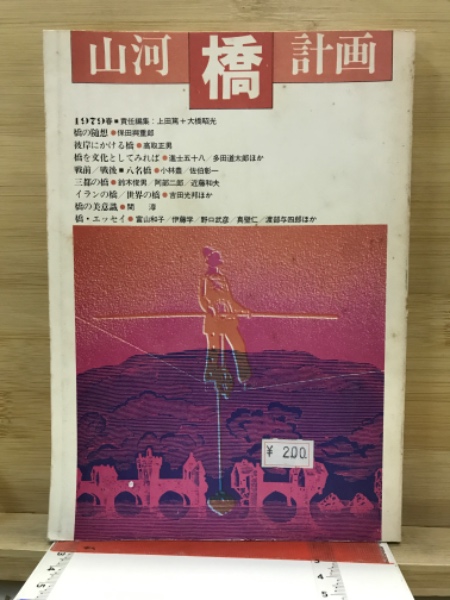 山河 橋 計画
1979春■責任編集：上田篤＋大橋昭光
橋の随想●保田與重郎
彼岸にかける橋●高取正男
橋を文化としてみれば●進士五十八／多田道太郎ほか
戦前／戦後■八名橋●小林豊／佐伯彰一
三都の橋●鈴木俊男／阿部二郎／近藤和夫
イランの橋／世界の橋●吉田光邦ほか
橋の美意識●関淳
橋・エッセイ●富山和子／伊藤学／野口武彦／真壁仁／渡部与四郎ほか
¥ 200